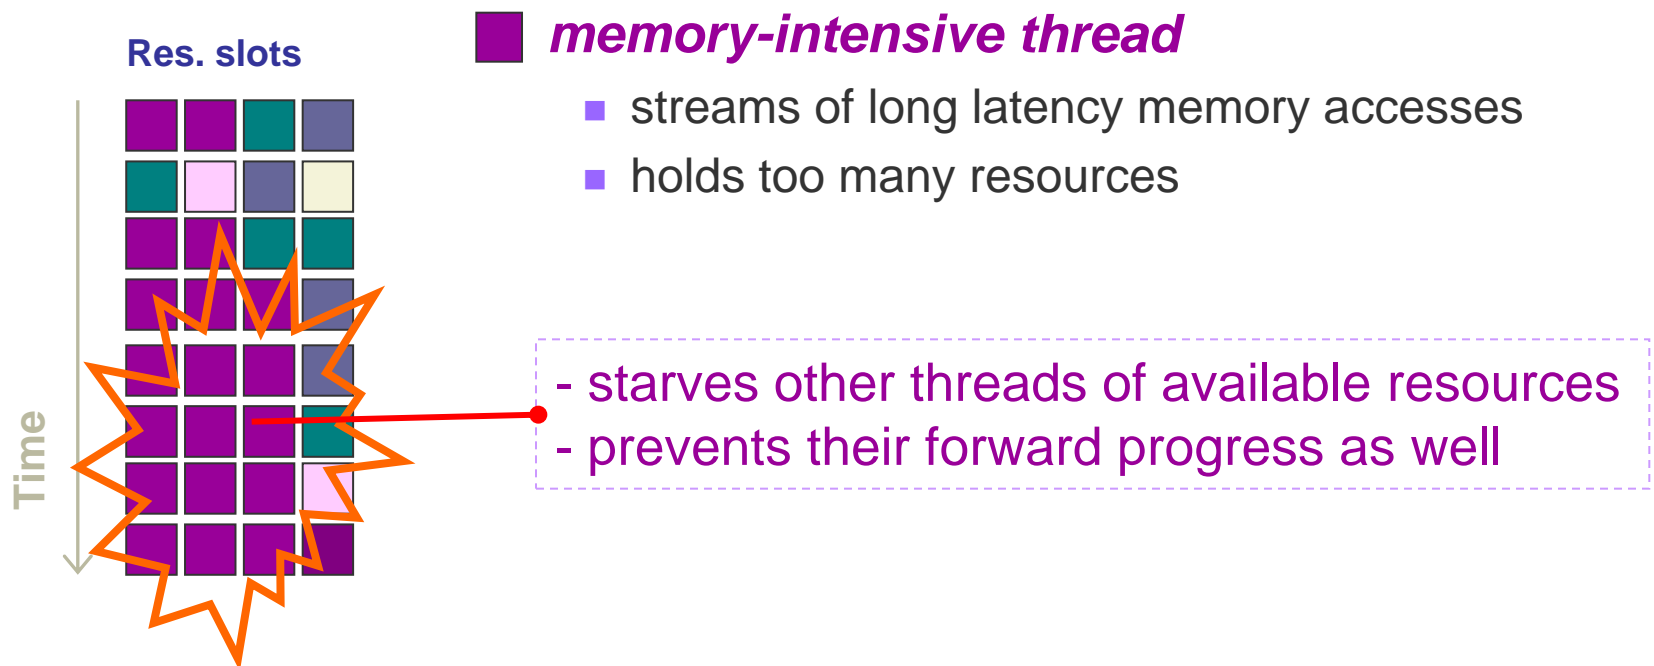 Res. slots
memory-intensive thread
streams of long latency memory accesses
holds too many resources
- starves other threads of available resources
- prevents their forward progress as well
Time